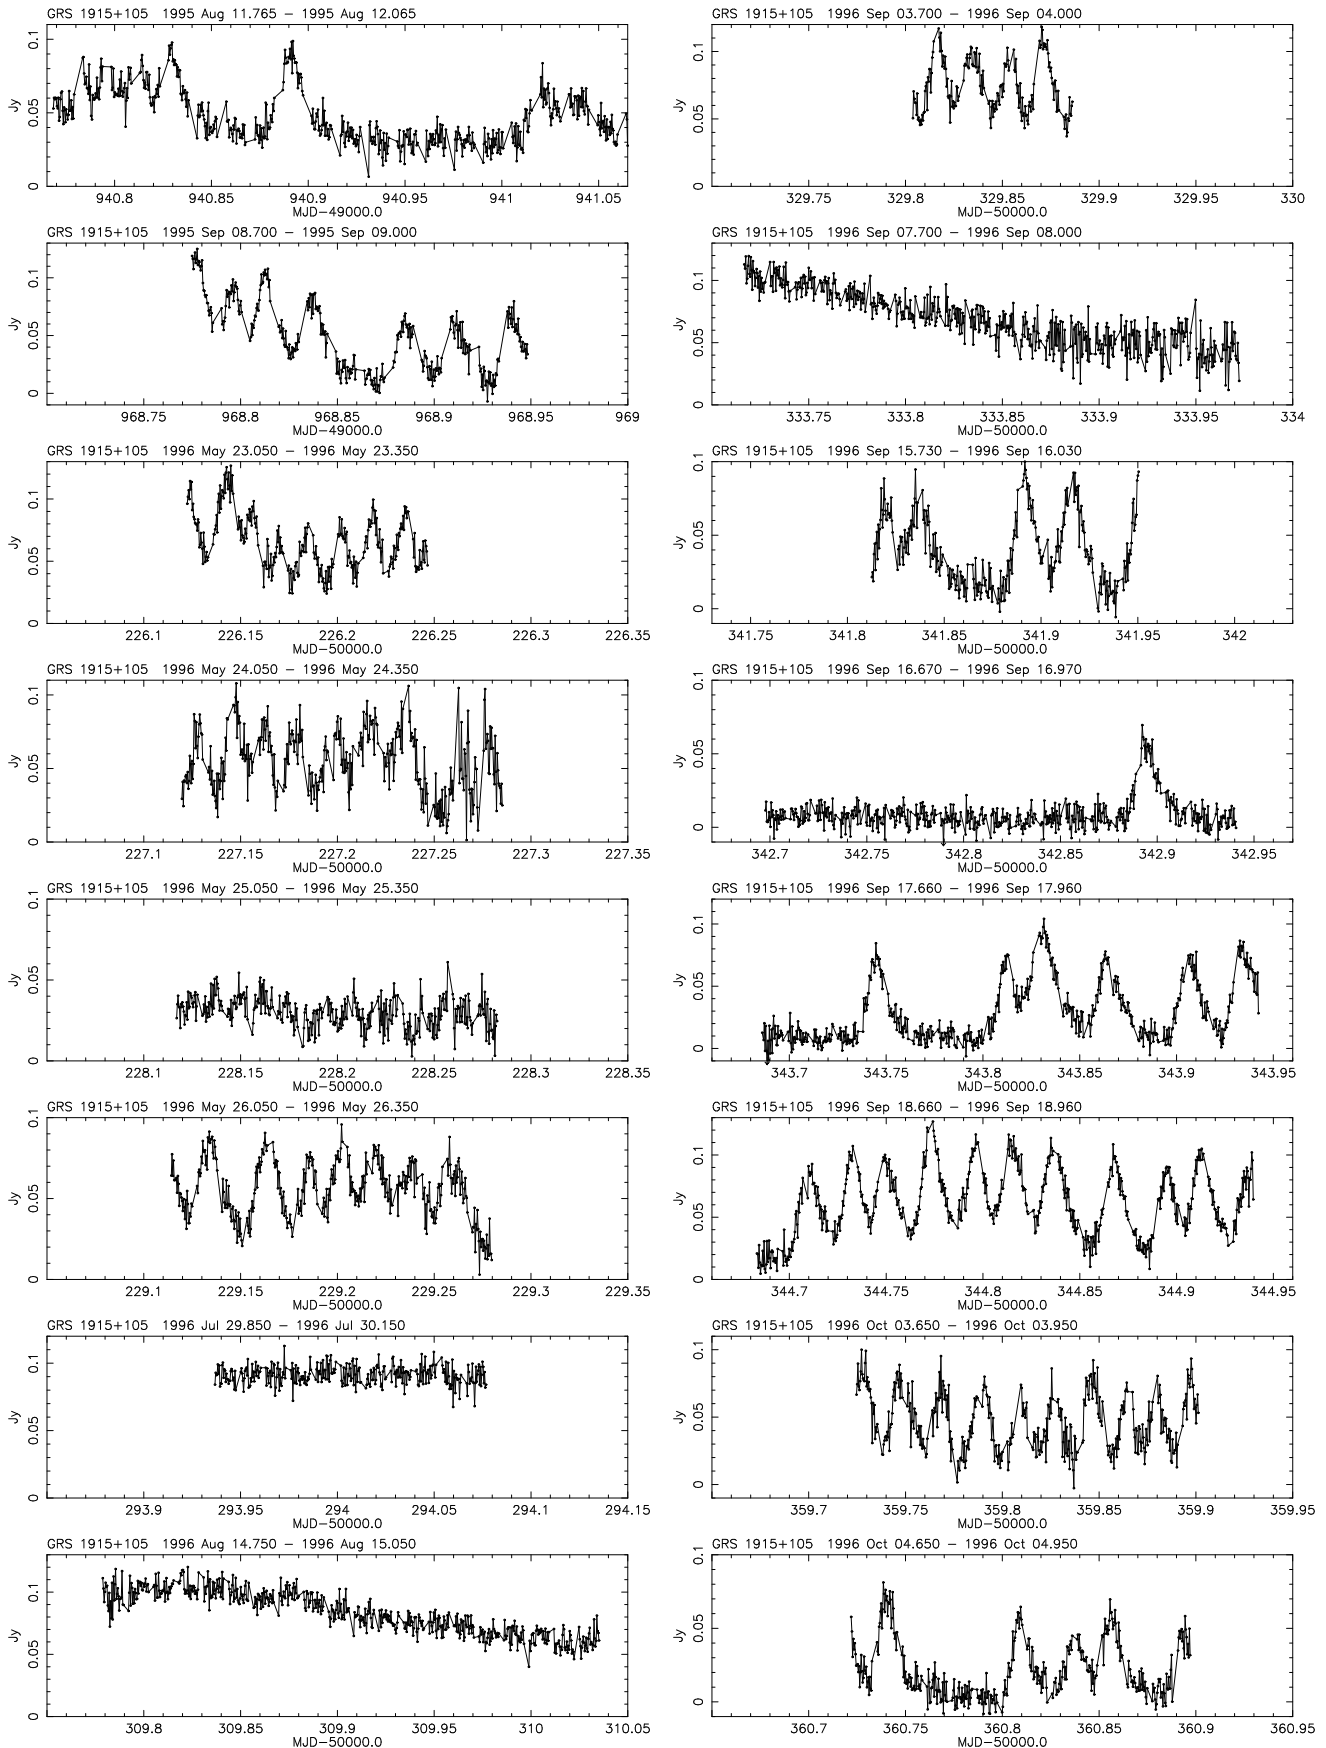 GRS 1915+105 1995 Aug 11.765 − 1995 Aug 12.065
0.1
0.05
0
Jy
940.8 940.85 940.9 940.95 941 941.05
MJD−49000.0
GRS 1915+105 1995 Sep 08.700 − 1995 Sep 09.000
0.1
0.05
0
Jy
968.75 968.8 968.85 968.9 968.95 969
MJD−49000.0
GRS 1915+105 1996 May 23.050 − 1996 May 23.350
0.1
0.05
0
Jy
226.1 226.15 226.2 226.25 226.3 226.35
MJD−50000.0
GRS 1915+105 1996 May 24.050 − 1996 May 24.350
0.1
0.05
0
Jy
227.1 227.15 227.2 227.25 227.3 227.35
MJD−50000.0
GRS 1915+105 1996 May 25.050 − 1996 May 25.350
0.1
0.05
0
Jy
228.1 228.15 228.2 228.25 228.3 228.35
MJD−50000.0
GRS 1915+105 1996 May 26.050 − 1996 May 26.350
0.1
0.05
0
Jy
229.1 229.15 229.2 229.25 229.3 229.35
MJD−50000.0
GRS 1915+105 1996 Jul 29.850 − 1996 Jul 30.150
0.1
0.05
0
Jy
293.9 293.95 294 294.05 294.1 294.15
MJD−50000.0
GRS 1915+105 1996 Aug 14.750 − 1996 Aug 15.050
0.1
0.05
0
Jy
309.8 309.85 309.9 309.95 310 310.05
MJD−50000.0
GRS 1915+105 1996 Sep 03.700 − 1996 Sep 04.000
0.1
0.05
0
Jy
329.75 329.8 329.85 329.9 329.95 330
MJD−50000.0
GRS 1915+105 1996 Sep 07.700 − 1996 Sep 08.000
0.1
0.05
0
Jy
333.75 333.8 333.85 333.9 333.95 334
MJD−50000.0
GRS 1915+105 1996 Sep 15.730 − 1996 Sep 16.030
0.1
0.05
0
Jy
341.75 341.8 341.85 341.9 341.95 342
MJD−50000.0
GRS 1915+105 1996 Sep 16.670 − 1996 Sep 16.970
0.1
0.05
0
Jy
342.7 342.75 342.8 342.85 342.9 342.95
MJD−50000.0
GRS 1915+105 1996 Sep 17.660 − 1996 Sep 17.960
0.1
0.05
0
Jy
343.7 343.75 343.8 343.85 343.9 343.95
MJD−50000.0
GRS 1915+105 1996 Sep 18.660 − 1996 Sep 18.960
0.1
0.05
0
Jy
344.7 344.75 344.8 344.85 344.9 344.95
MJD−50000.0
GRS 1915+105 1996 Oct 03.650 − 1996 Oct 03.950
0.1
0.05
0
Jy
359.7 359.75 359.8 359.85 359.9 359.95
MJD−50000.0
GRS 1915+105 1996 Oct 04.650 − 1996 Oct 04.950
0.1
0.05
0
Jy
360.7 360.75 360.8 360.85 360.9 360.95
MJD−50000.0